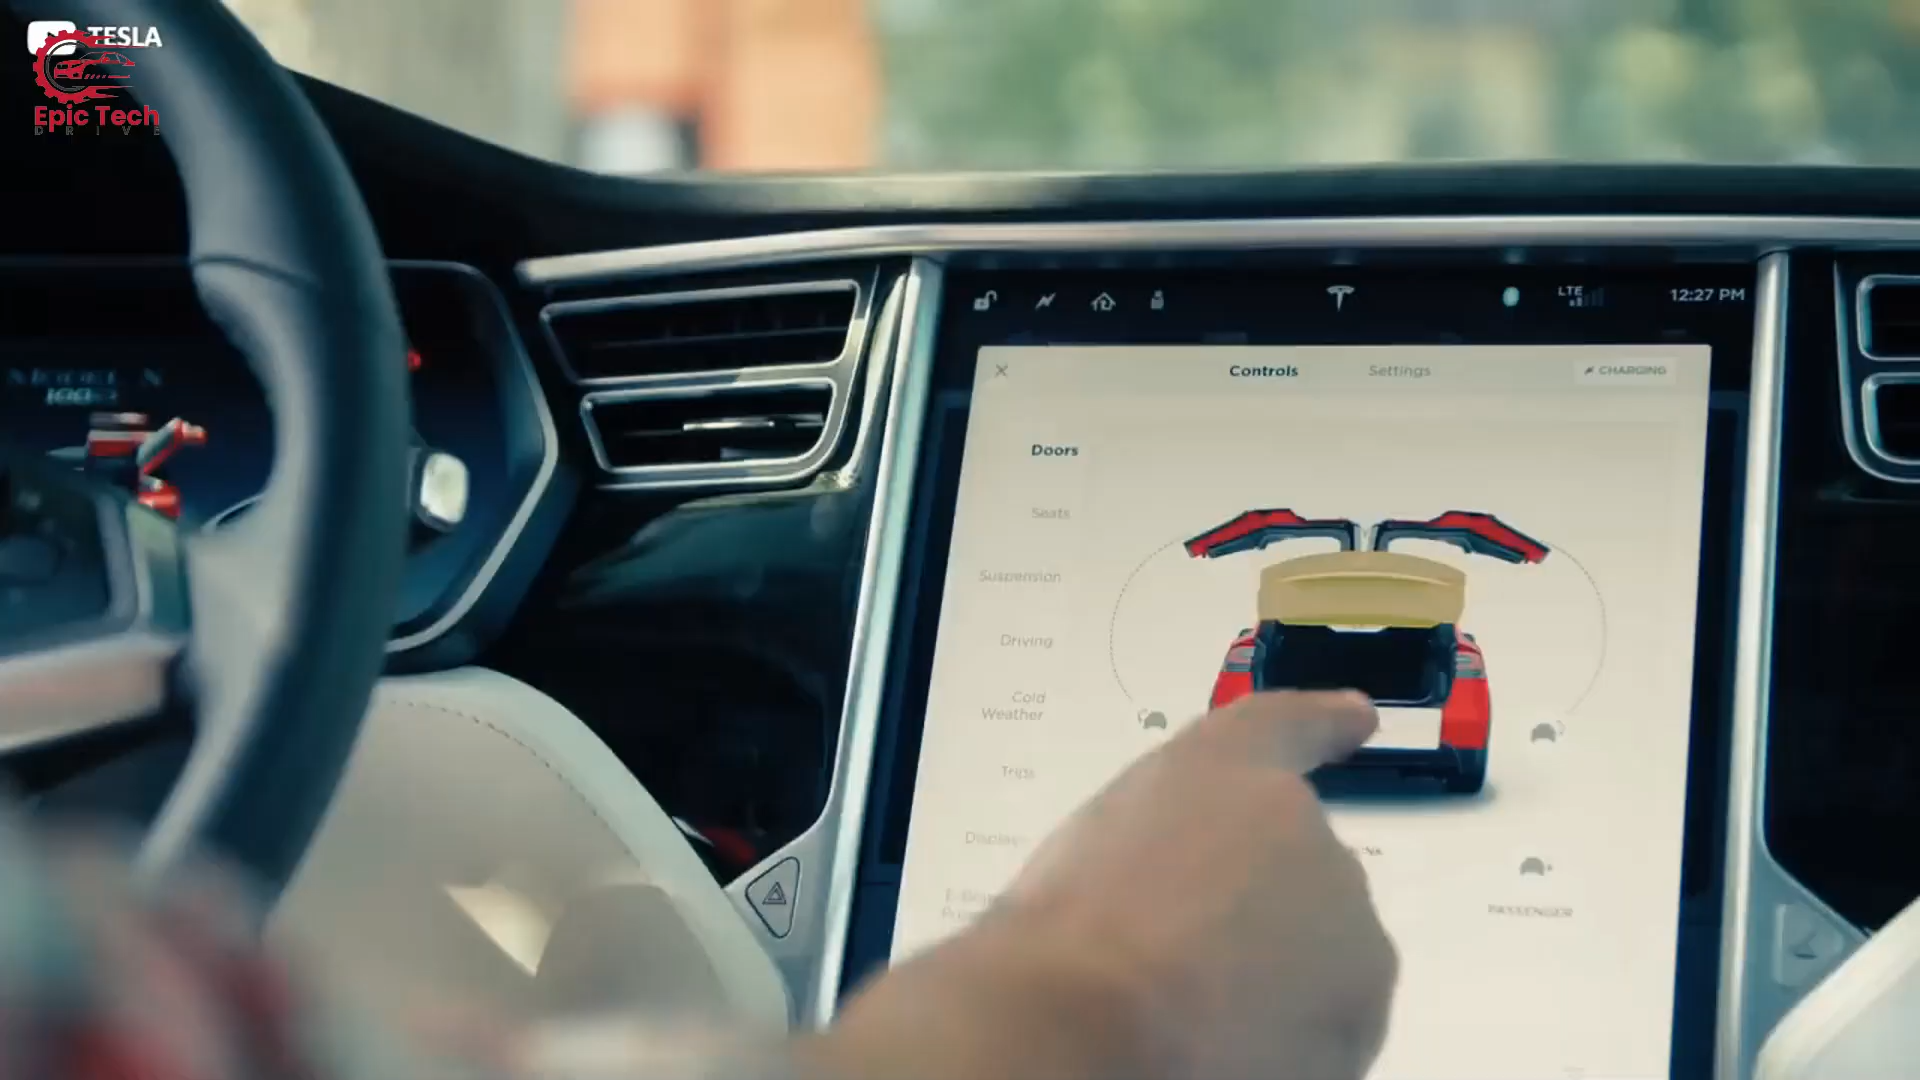 TESLA
Epic Tech
DRIVE
LTE
12:27 PM
Controls
Settings
CHARGING
Doors
Seats
Suspension
Driving
Cold
Weather
Trips
Displays
PASSENGER